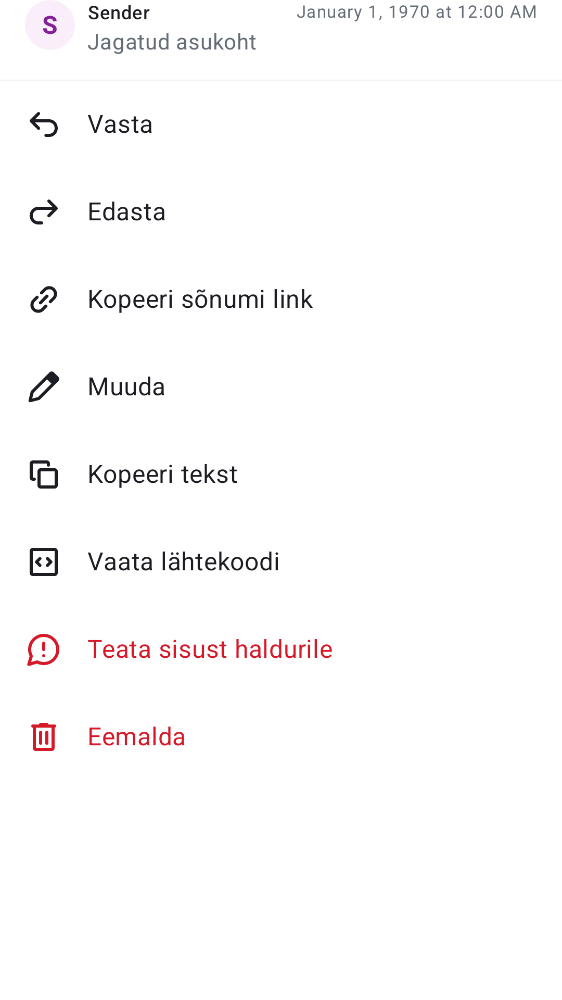 S
Sender
January 1, 1970 at 12:00 AM
Jagatud asukoht
Vasta
Edasta
Kopeeri sõnumi link
Muuda
Kopeeri tekst
Vaata lähtekoodi
Teata sisust haldurile
Eemalda